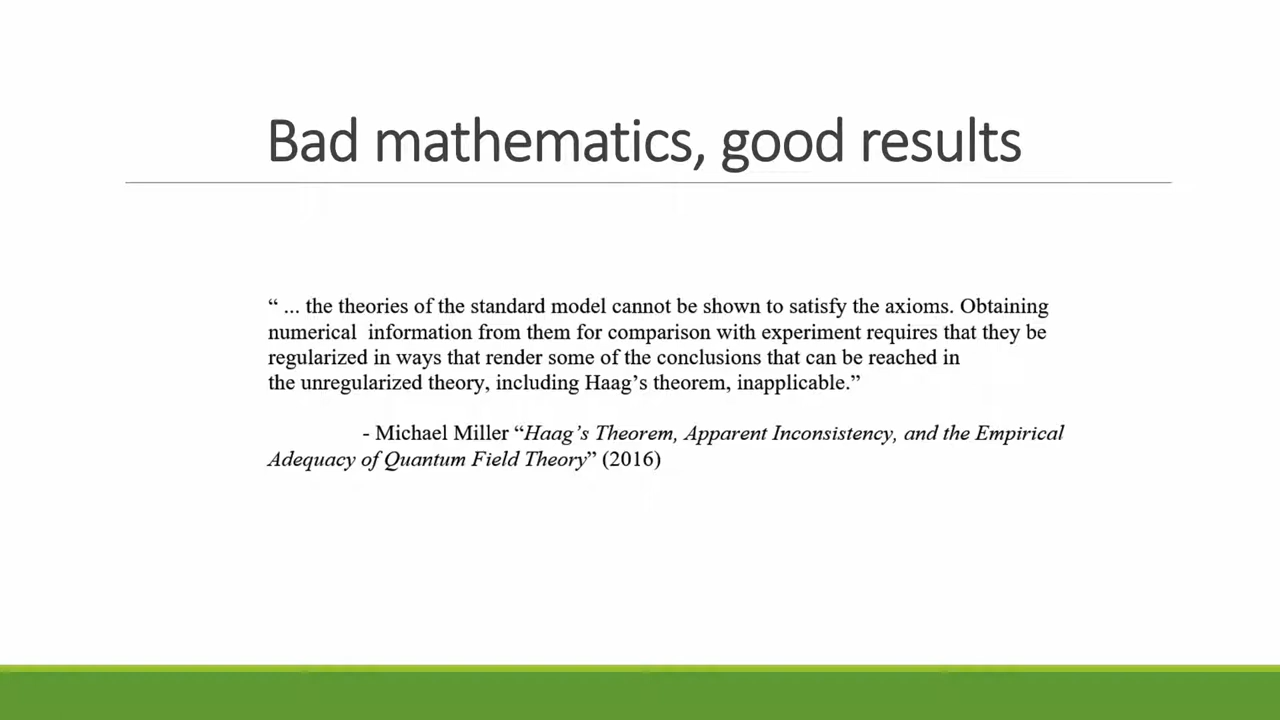 Bad mathematics, good results
“ ... the theories of the standard model cannot be shown to satisfy the axioms. Obtaining
numerical  information from them for comparison with experiment requires that they be
regularized in ways that render some of the conclusions that can be reached in
the unregularized theory, including Haag’s theorem, inapplicable.”
- Michael Miller “Haag’s Theorem, Apparent Inconsistency, and the Empirical
Adequacy of Quantum Field Theory” (2016)